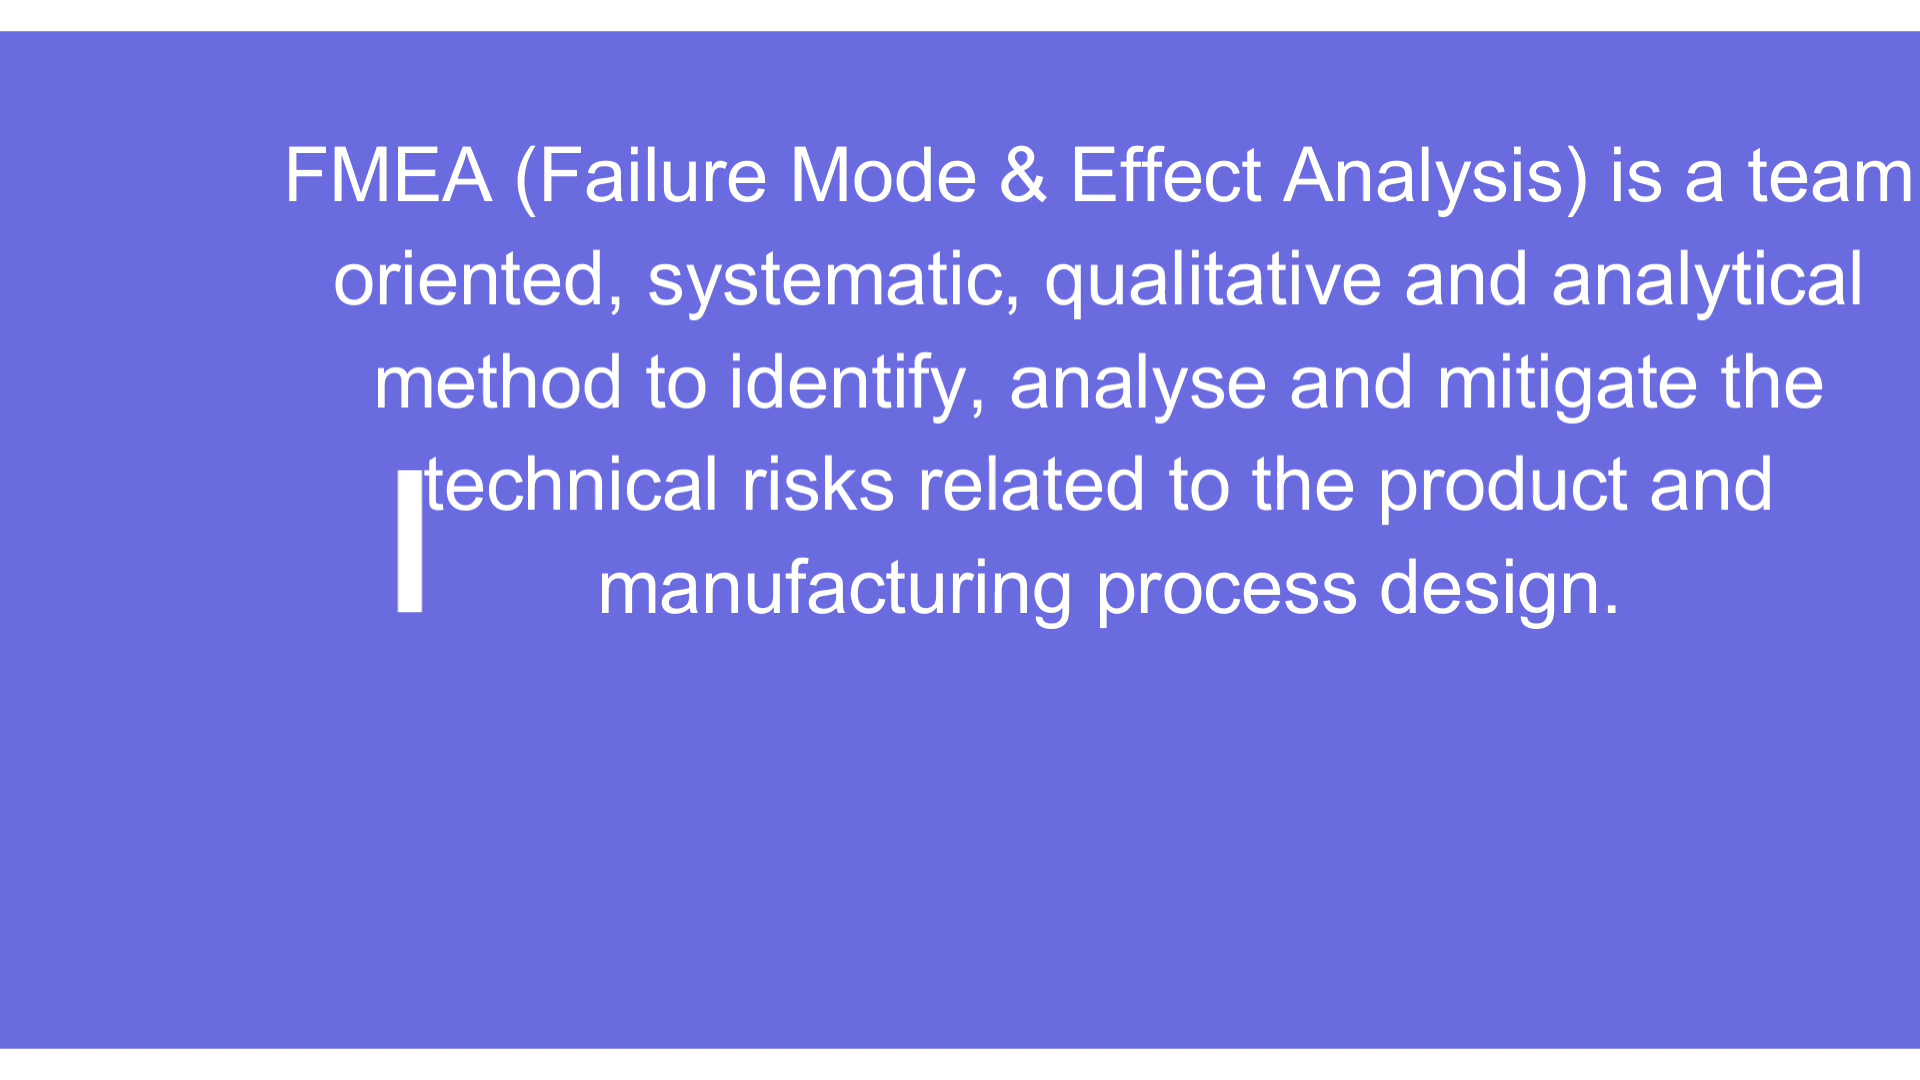 FMEA (Failure Mode & Effect Analysis) is a team
oriented, systematic, qualitative and analytical
method to identify, analyse and mitigate the
technical risks related to the product and
manufacturing process design.